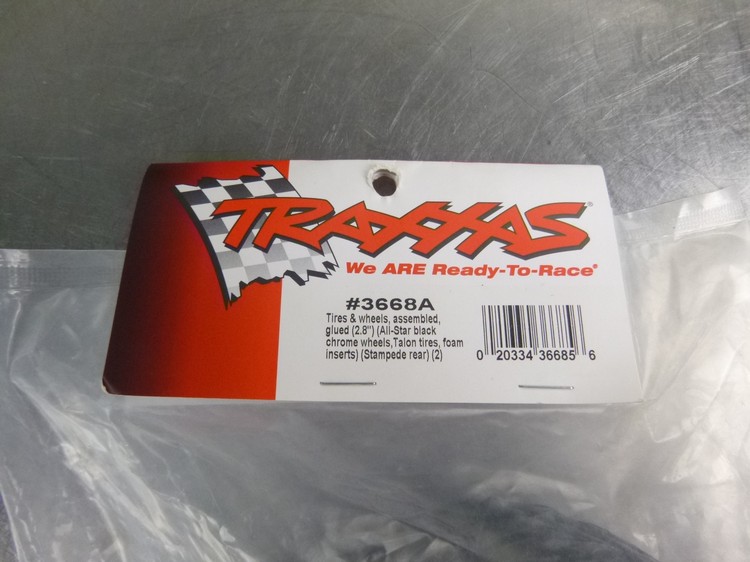 TRAXXAS®
We ARE Ready-To-Race®
#3668A
Tires & wheels, assembled,
glued (2.8") (All-Star black
chrome wheels,Talon tires, foam
inserts) (Stampede rear) (2)
0 20334 36685 6